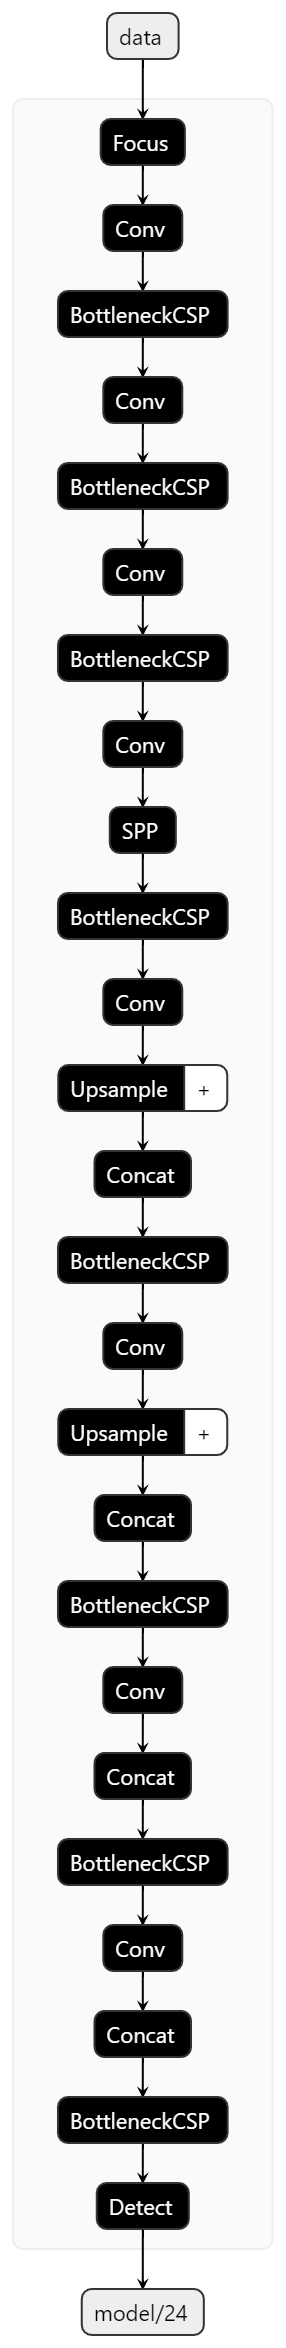 data
Focus
Conv
BottleneckCSP
Conv
BottleneckCSP
Conv
BottleneckCSP
Conv
SPP
BottleneckCSP
Conv
Upsample +
Concat
BottleneckCSP
Conv
Upsample +
Concat
BottleneckCSP
Conv
Concat
BottleneckCSP
Conv
Concat
BottleneckCSP
Detect
model/24